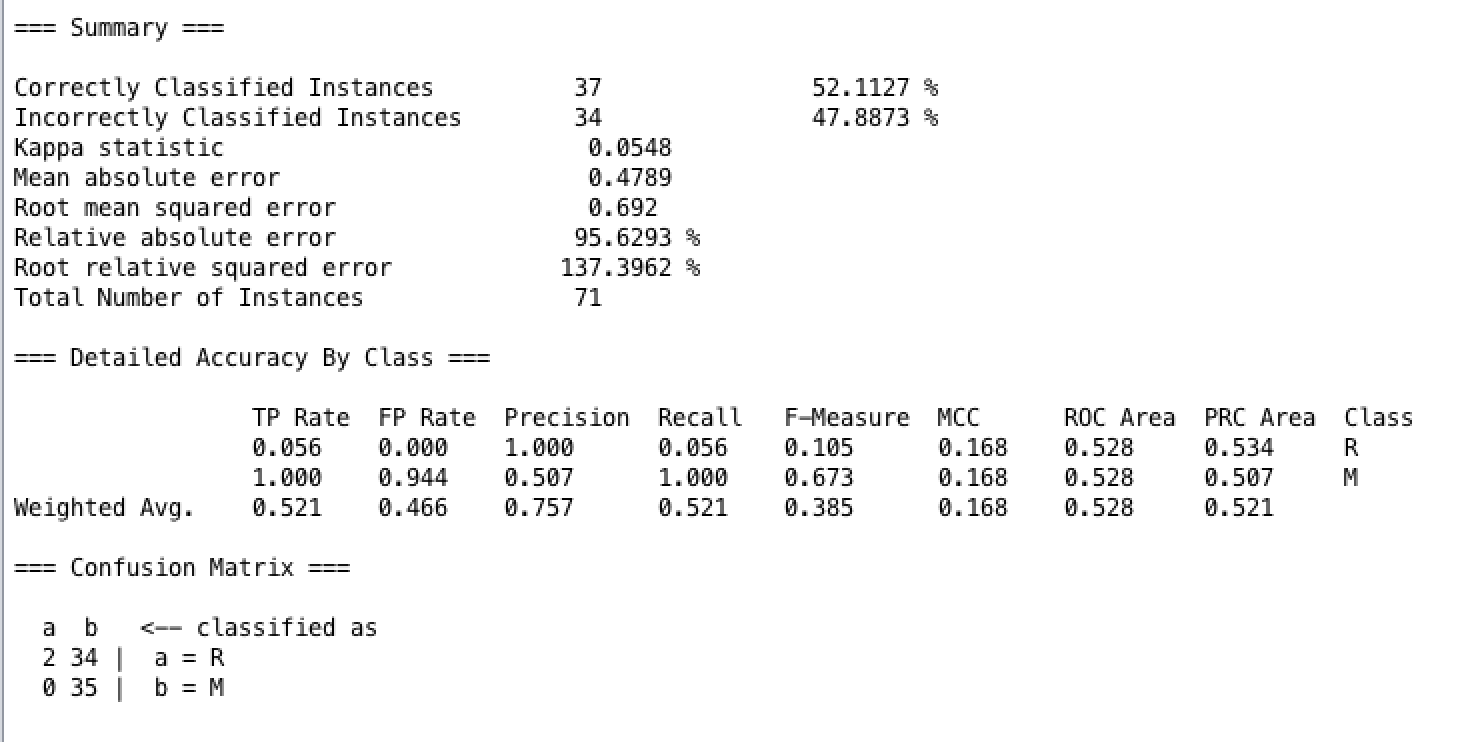 === Summary ===
Correctly Classified Instances 37 52.1127 %
Incorrectly Classified Instances 34 47.8873 %
Kappa statistic 0.0548
Mean absolute error 0.4789
Root mean squared error 0.692
Relative absolute error 95.6293 %
Root relative squared error 137.3962 %
Total Number of Instances 71
=== Detailed Accuracy By Class ===
TP Rate FP Rate Precision Recall F-Measure MCC ROC Area PRC Area Class
0.056 0.000 1.000 0.056 0.105 0.168 0.528 0.534 R
1.000 0.944 0.507 1.000 0.673 0.168 0.528 0.507 M
Weighted Avg. 0.521 0.466 0.757 0.521 0.385 0.168 0.528 0.521
=== Confusion Matrix ===
a b <-- classified as
2 34 | a = R
0 35 | b = M